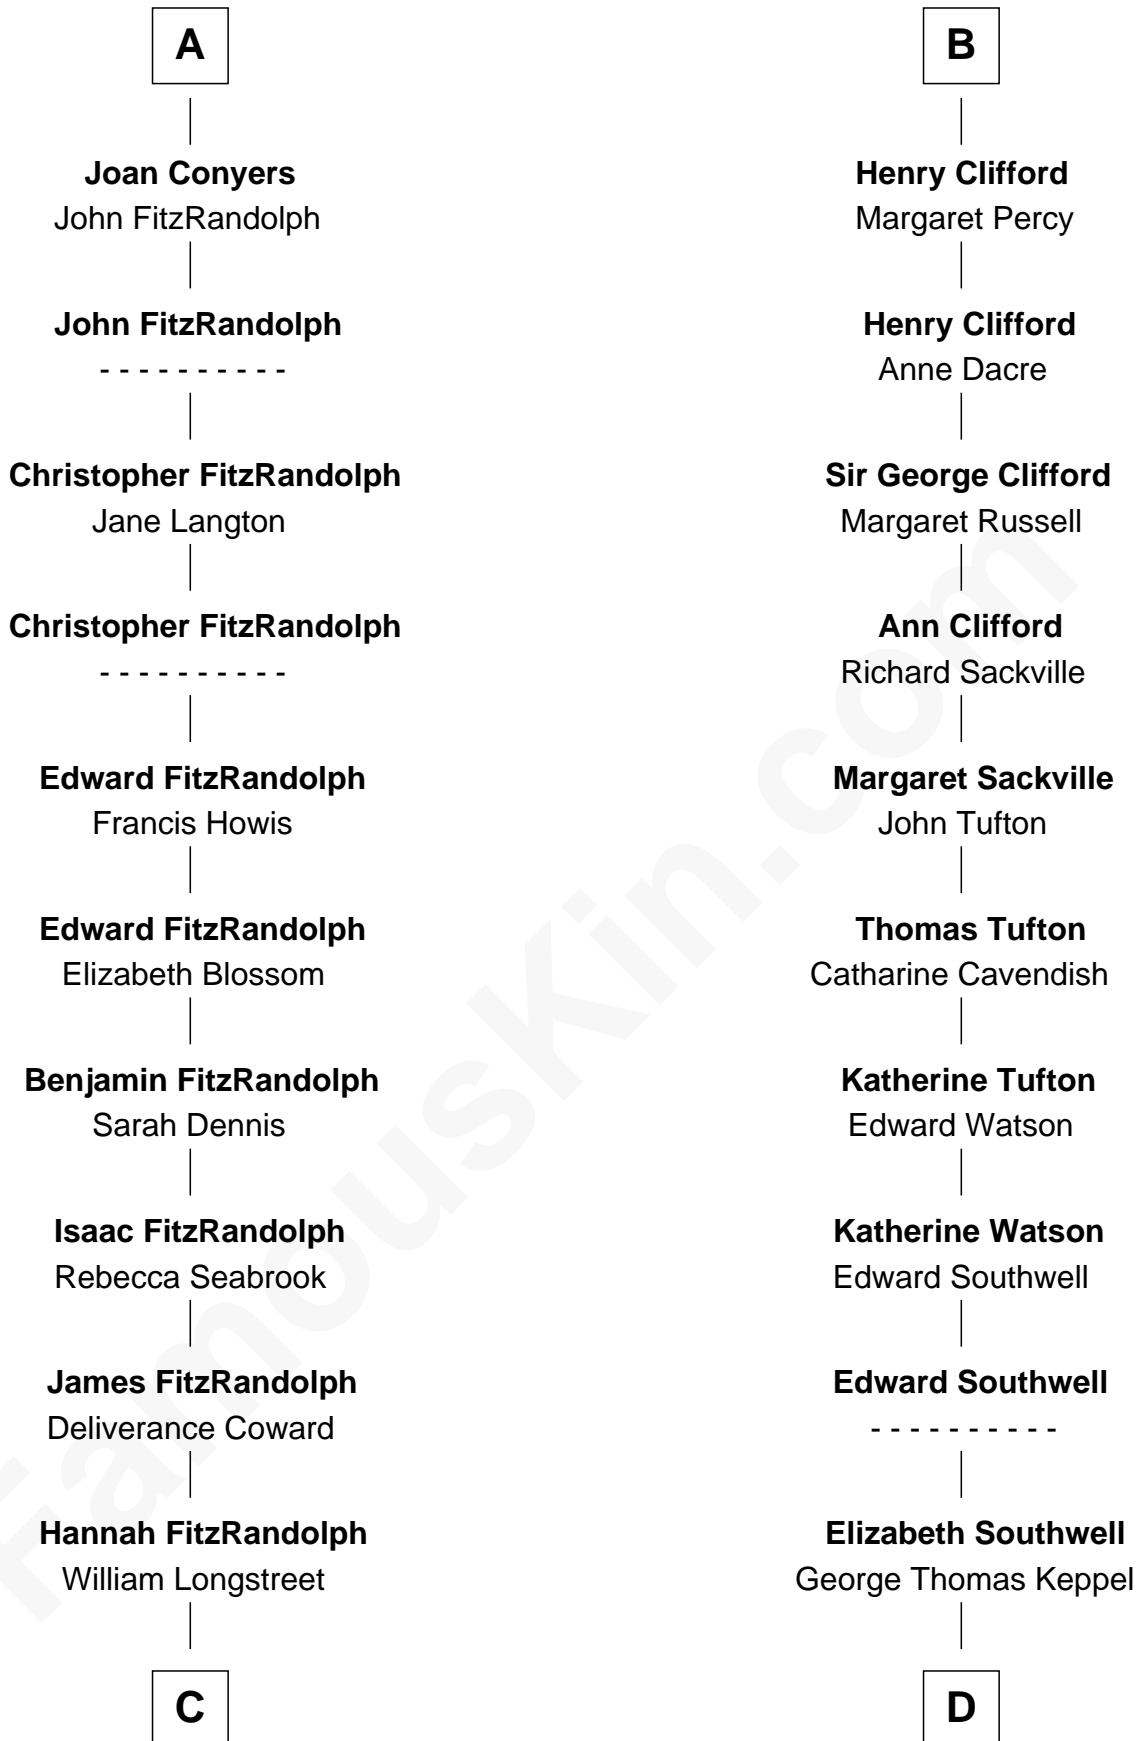 A
Joan Conyers
John FitzRandolph
John FitzRandolph
- - - - - - - - - -
Christopher FitzRandolph
Jane Langton
Christopher FitzRandolph
- - - - - - - - - -
Edward FitzRandolph
Francis Howis
Edward FitzRandolph
Elizabeth Blossom
Benjamin FitzRandolph
Sarah Dennis
Isaac FitzRandolph
Rebecca Seabrook
James FitzRandolph
Deliverance Coward
Hannah FitzRandolph
William Longstreet
C
B
Henry Clifford
Margaret Percy
Henry Clifford
Anne Dacre
Sir George Clifford
Margaret Russell
Ann Clifford
Richard Sackville
Margaret Sackville
John Tufton
Thomas Tufton
Catharine Cavendish
Katherine Tufton
Edward Watson
Katherine Watson
Edward Southwell
Edward Southwell
- - - - - - - - - -
Elizabeth Southwell
George Thomas Keppel
D
FamousKin.com